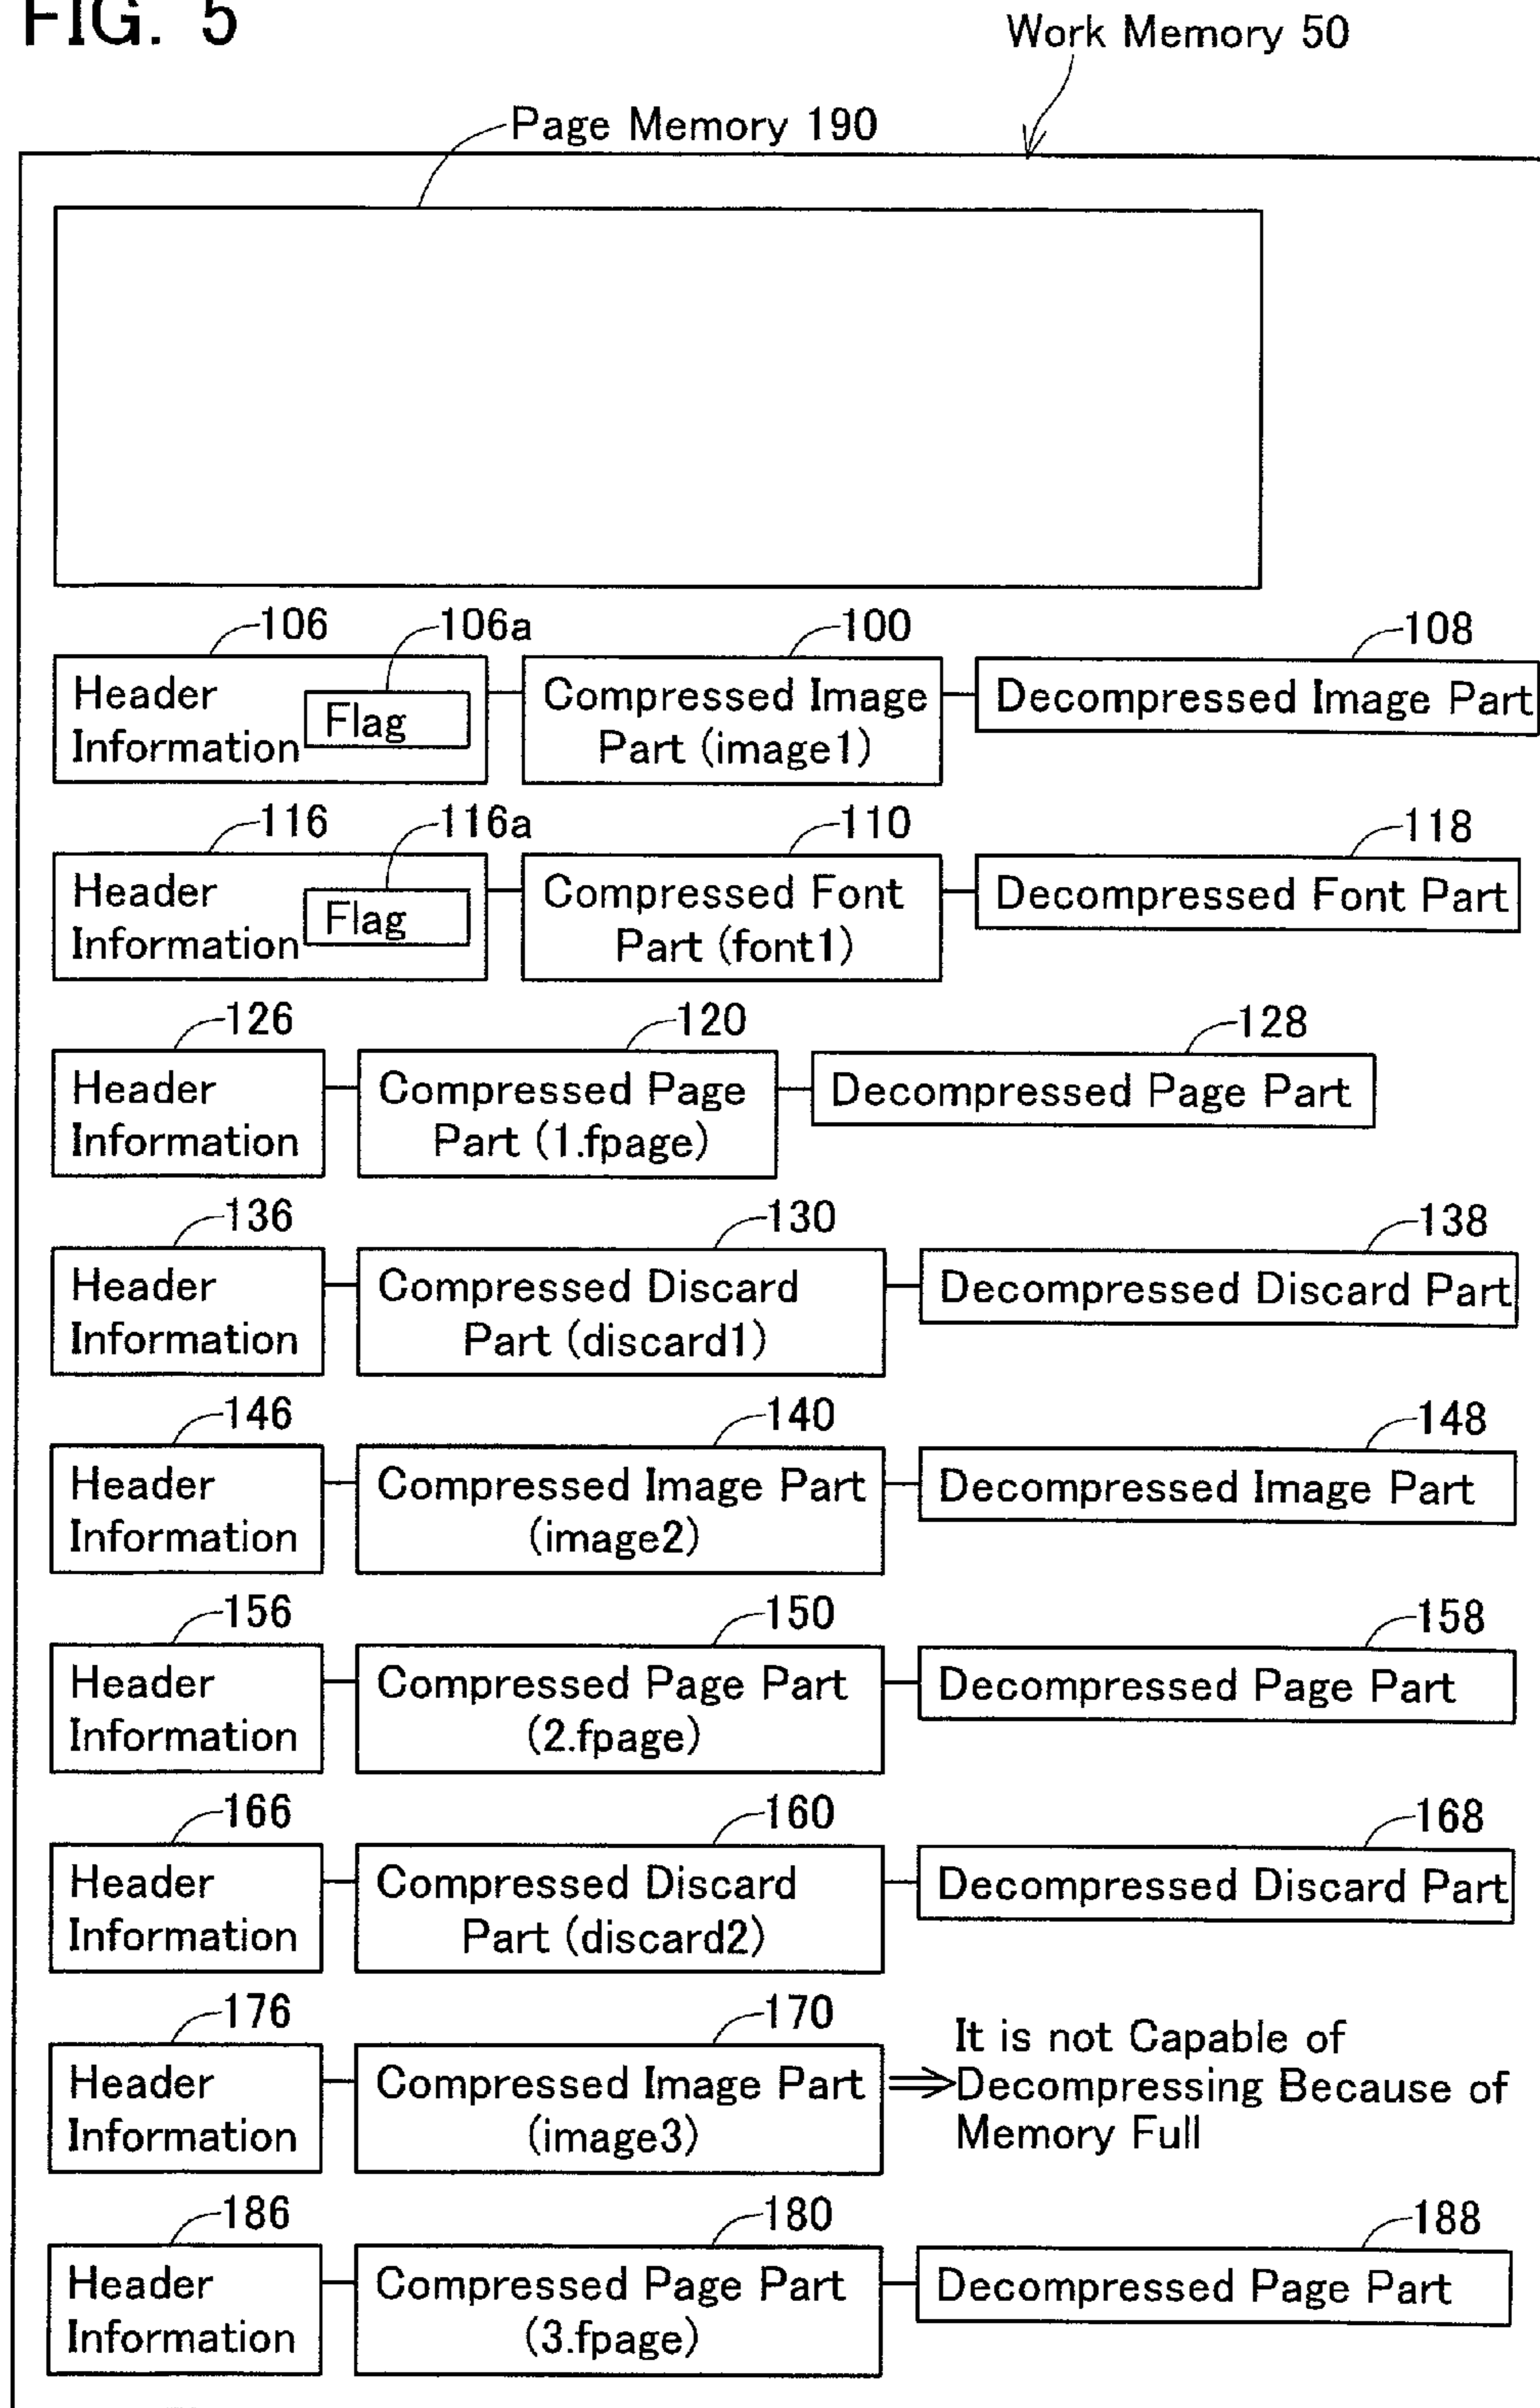 FIG. 5
Work Memory 50
Page Memory 190
106
106a
100
108
Header
Information
Flag
Compressed Image
Part (image1)
Decompressed Image Part
116
116a
110
118
Header
Information
Flag
Compressed Font
Part (font1)
Decompressed Font Part
126
120
128
Header
Information
Compressed Page
Part (1.fpage)
Decompressed Page Part
136
130
138
Header
Information
Compressed Discard
Part (discard1)
Decompressed Discard Part
146
140
148
Header
Information
Compressed Image Part
(image2)
Decompressed Image Part
156
150
158
Header
Information
Compressed Page Part
(2.fpage)
Decompressed Page Part
166
160
168
Header
Information
Compressed Discard
Part (discard2)
Decompressed Discard Part
176
170
Header
Information
Compressed Image Part
(image3)
It is not Capable of
Decompressing Because of
Memory Full
186
180
188
Header
Information
Compressed Page Part
(3.fpage)
Decompressed Page Part